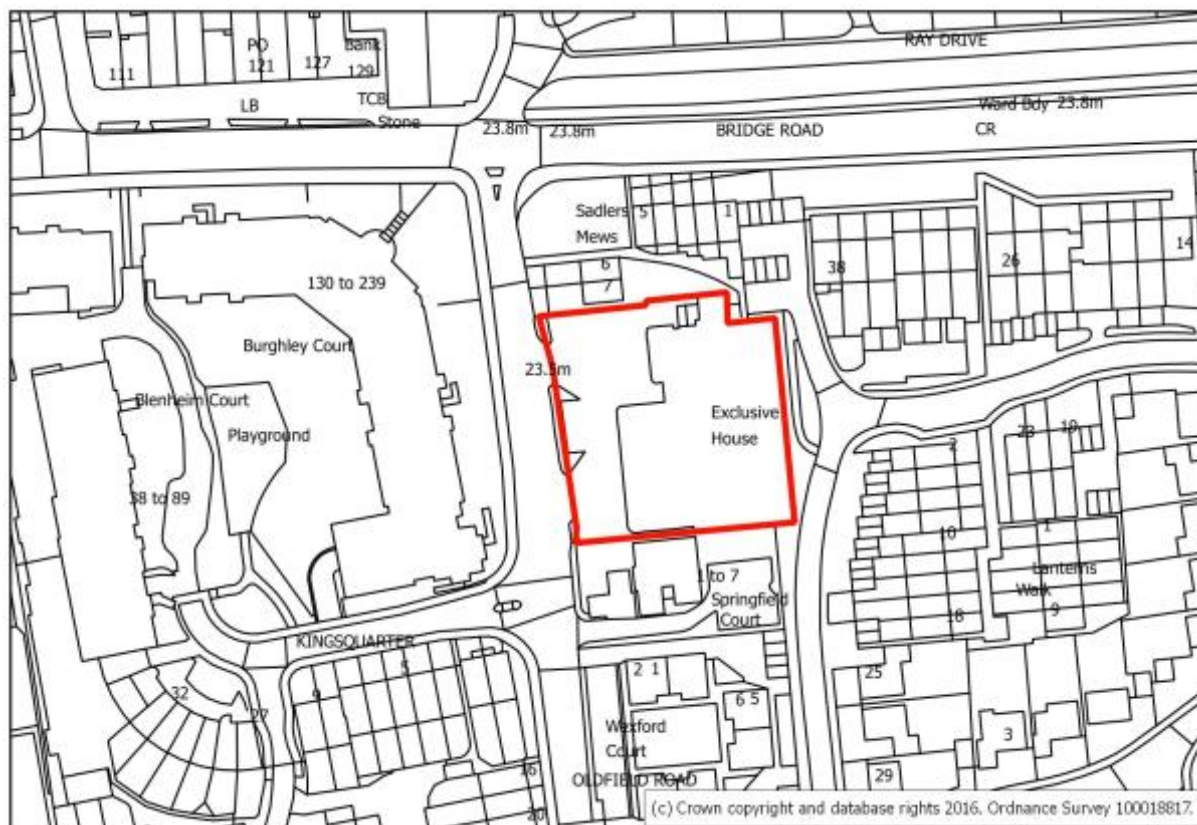 RAY DRIVE
PO
Bank
111
121
127
129
LB
TCB
Stone
23.8m
23.8m
BRIDGE ROAD
Ward Bdy 23.8m
CR
Sadlers
Mews
5
1
6
7
38
26
14
130 to 239
Burghley Court
Blenheim Court
Playground
38 to 89
23.5m
Exclusive
House
2
23
19
10
18
1
Lanterns
Walk
9
1 to 7
Springfield
Court
KINGSQUARTER
5
9
32
27
2 1
6 5
25
3
Wexford
Court
OLDFIELD ROAD
16
20
29
(c) Crown copyright and database rights 2016. Ordnance Survey 100018817.